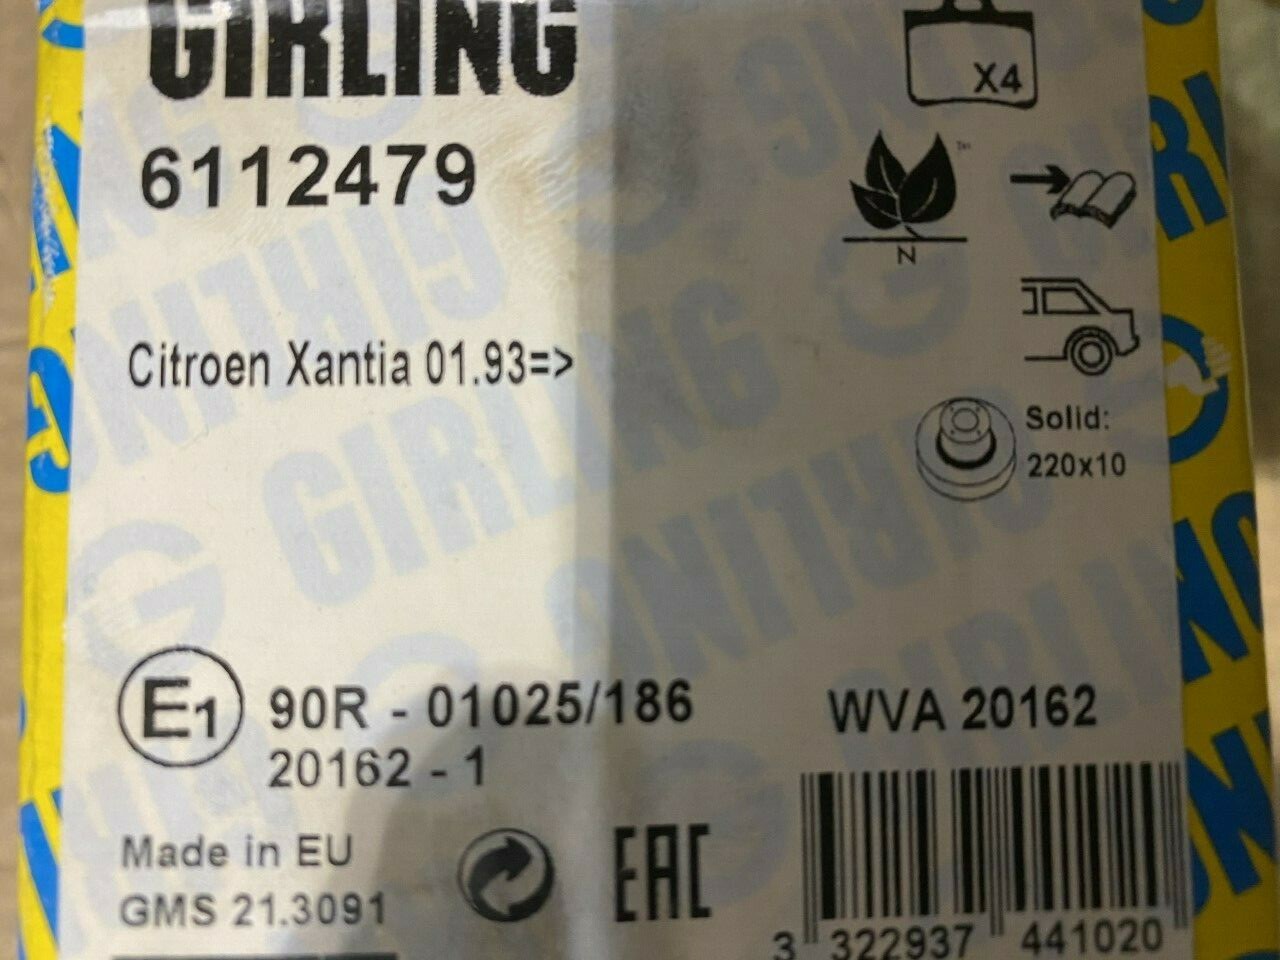 GIRLING
X4
6112479
TM
N
Citroen Xantia 01.93=>
Solid:
220x10
E1
90R - 01025/186
20162 - 1
WVA 20162
Made in EU
GMS 21.3091
EAC
3 322937 441020